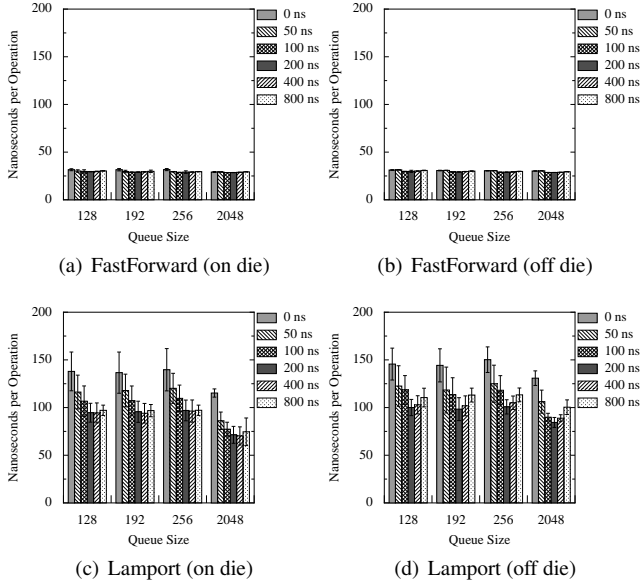 200
150
100
50
0
Nanoseconds per Operation
128 192 256 2048
Queue Size
0 ns
50 ns
100 ns
200 ns
400 ns
800 ns
(a) FastForward (on die)
200
150
100
50
0
Nanoseconds per Operation
128 192 256 2048
Queue Size
0 ns
50 ns
100 ns
200 ns
400 ns
800 ns
(b) FastForward (off die)
200
150
100
50
0
Nanoseconds per Operation
128 192 256 2048
Queue Size
0 ns
50 ns
100 ns
200 ns
400 ns
800 ns
(c) Lamport (on die)
200
150
100
50
0
Nanoseconds per Operation
128 192 256 2048
Queue Size
0 ns
50 ns
100 ns
200 ns
400 ns
800 ns
(d) Lamport (off die)